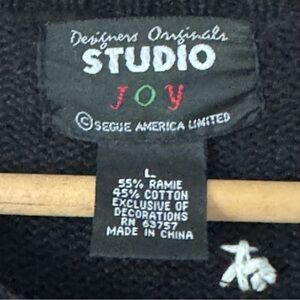 Designers Originals
STUDIO
JOY
© SEGUE AMERICA LIMITED
L
55% RAMIE
45% COTTON
EXCLUSIVE OF
DECORATIONS
RN 63757
MADE IN CHINA